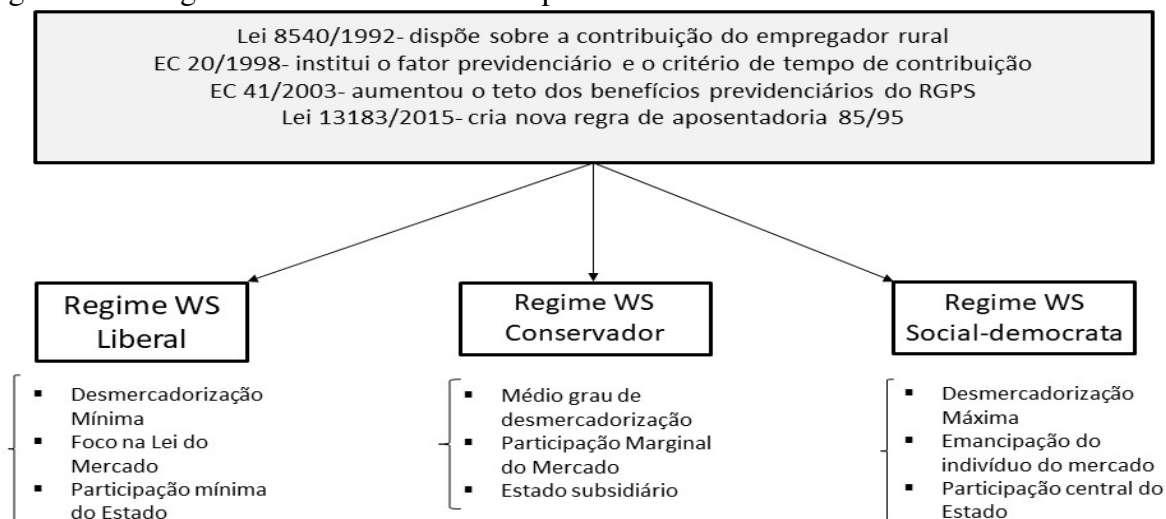 Lei 8540/1992- dispõe sobre a contribuição do empregador rural
EC 20/1998- institui o fator previdenciário e o critério de tempo de contribuição
EC 41/2003- aumentou o teto dos benefícios previdenciários do RGPS
Lei 13183/2015- cria nova regra de aposentadoria 85/95
Regime WS
Liberal
▪ Desmercadorização
Mínima
▪ Foco na Lei do
Mercado
▪ Participação mínima
do Estado
Regime WS
Conservador
▪ Médio grau de
desmercadorização
▪ Participação Marginal
do Mercado
▪ Estado subsidiário
Regime WS
Social-democrata
▪ Desmercadorização
Máxima
▪ Emancipação do
indivíduo do mercado
▪ Participação central do
Estado